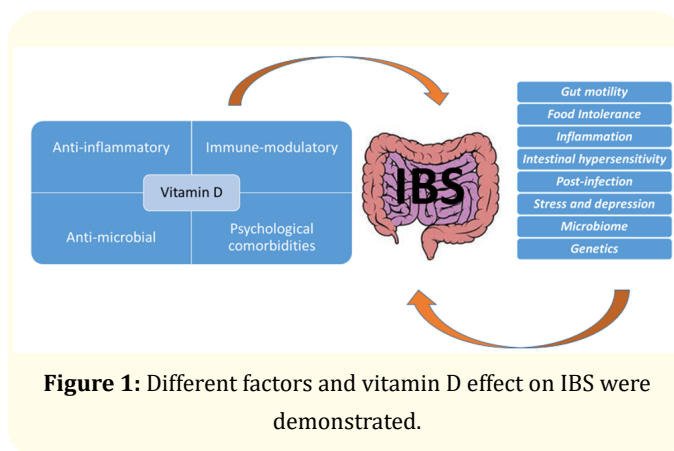 Anti-inflammatory
Immune-modulatory
Vitamin D
Anti-microbial
Psychological
comorbidities
IBS
Gut motility
Food Intolerance
Inflammation
Intestinal hypersensitivity
Post-infection
Stress and depression
Microbiome
Genetics
Figure 1: Different factors and vitamin D effect on IBS were
demonstrated.